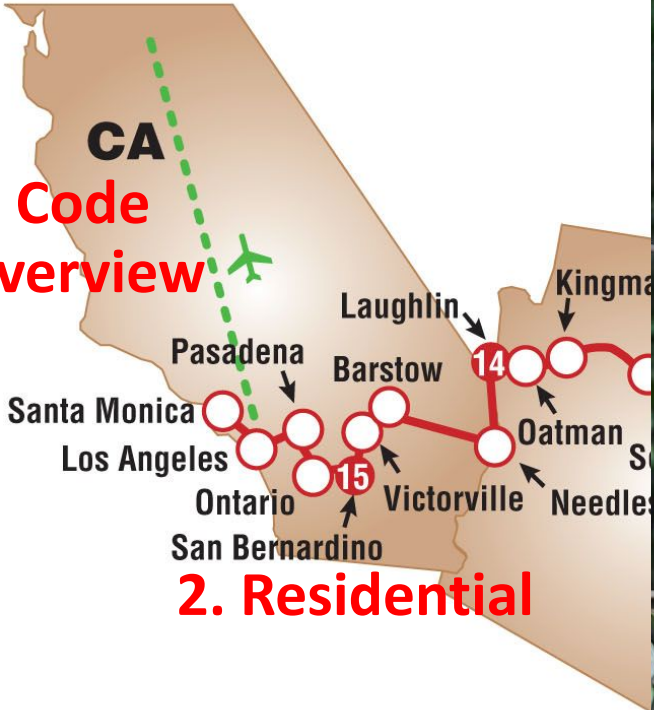 CA
Code
verview
Laughlin
Kingma
Pasadena
Barstow
14
Santa Monica
Oatman
Los Angeles
S
15
Ontario
Victorville
Needles
San Bernardino
2. Residential